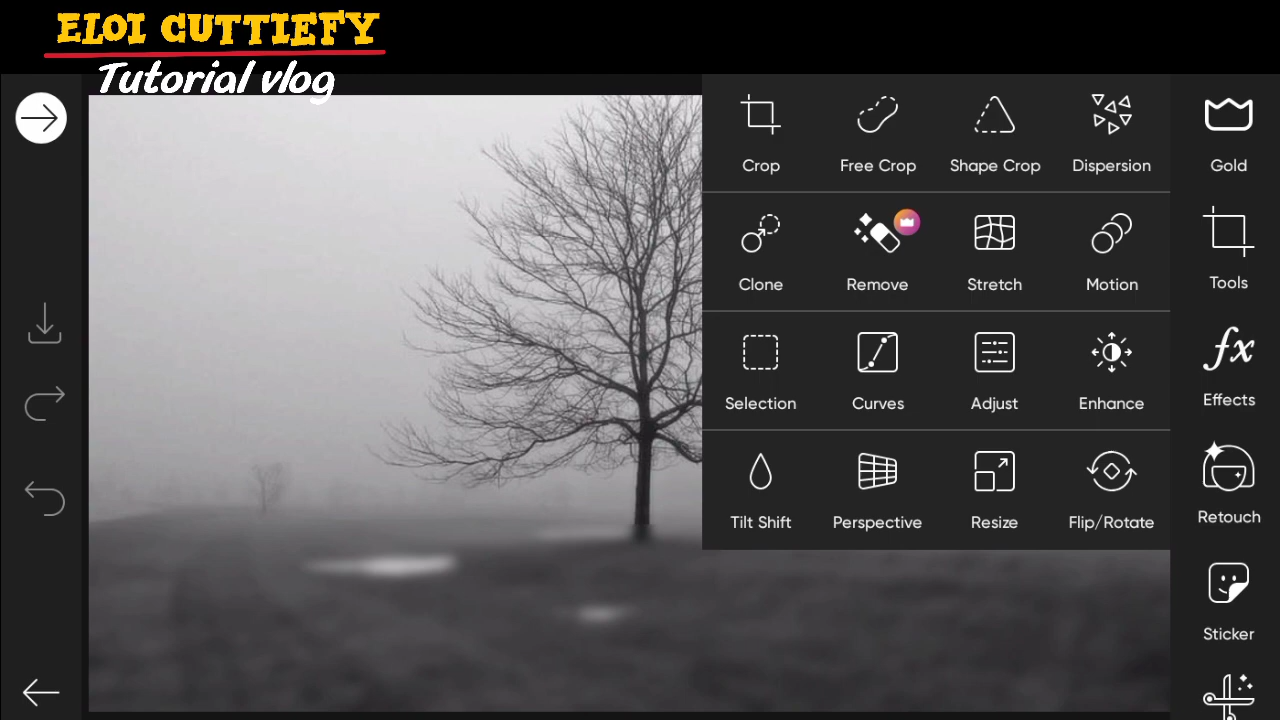 ELOI CUTTIEFY
Tutorial vlog
Crop Free Crop Shape Crop Dispersion
Clone Remove Stretch Motion
Selection Curves Adjust Enhance
Tilt Shift Perspective Resize Flip/Rotate
Gold
Tools
fx
Effects
Retouch
Sticker